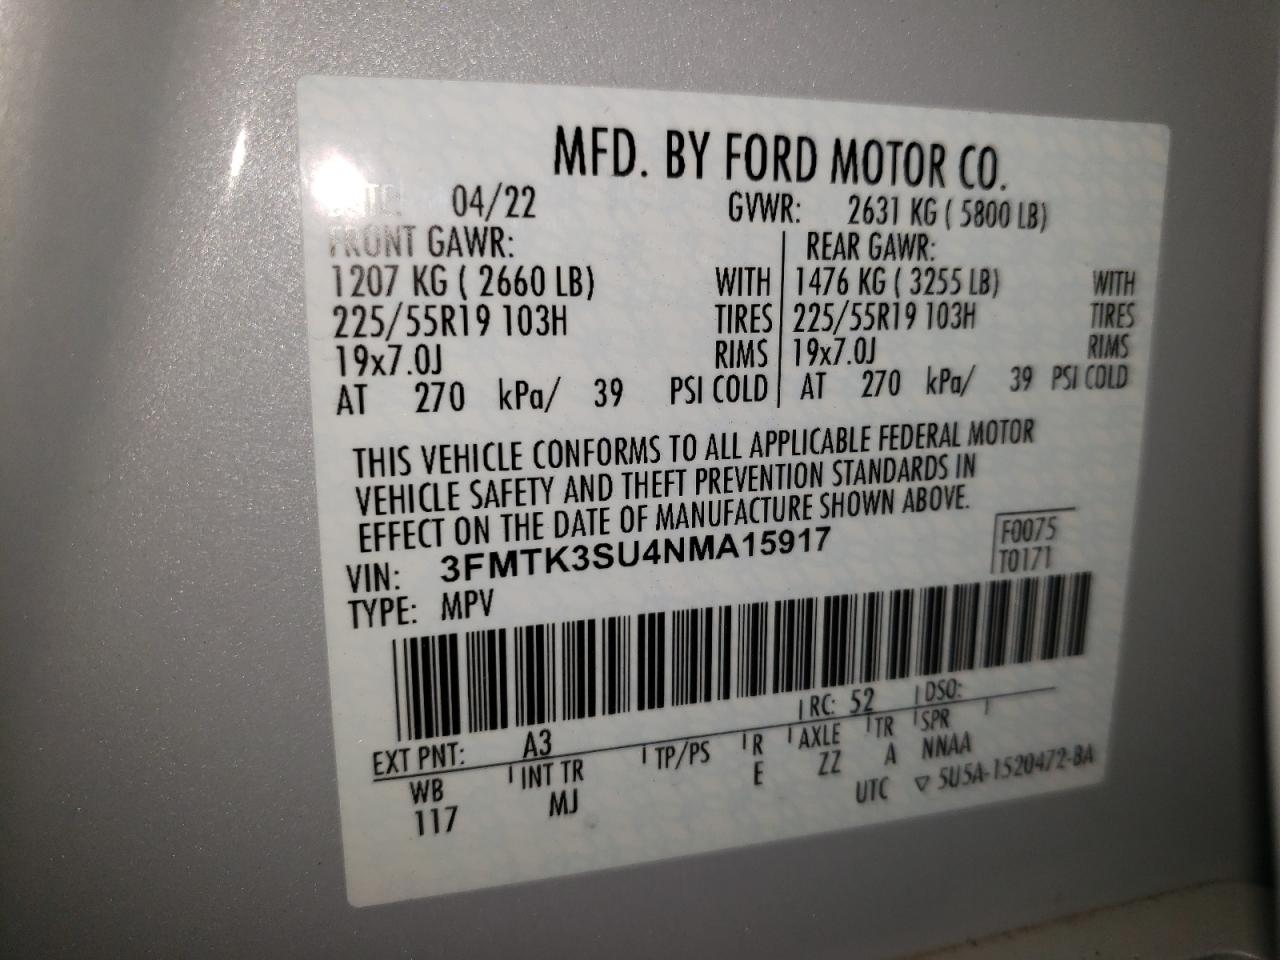 MFD. BY FORD MOTOR CO.
04/22 GVWR: 2631 KG ( 5800 LB)
FRONT GAWR: REAR GAWR:
1207 KG ( 2660 LB) WITH 1476 KG ( 3255 LB) WITH
225/55R19 103H TIRES 225/55R19 103H TIRES
19x7.0J RIMS 19x7.0J RIMS
AT 270 kPa/ 39 PSI COLD AT 270 kPa/ 39 PSI COLD
THIS VEHICLE CONFORMS TO ALL APPLICABLE FEDERAL MOTOR
VEHICLE SAFETY AND THEFT PREVENTION STANDARDS IN
EFFECT ON THE DATE OF MANUFACTURE SHOWN ABOVE.
VIN: 3FMTK3SU4NMA15917 F0075
TYPE: MPV T0171
EXT PNT: A3 RC: 52 DSO:
WB INT TR TP/PS R AXLE TR SPR
117 MJ E ZZ A NNAA
UTC ▽ 5U5A-1520472-BA